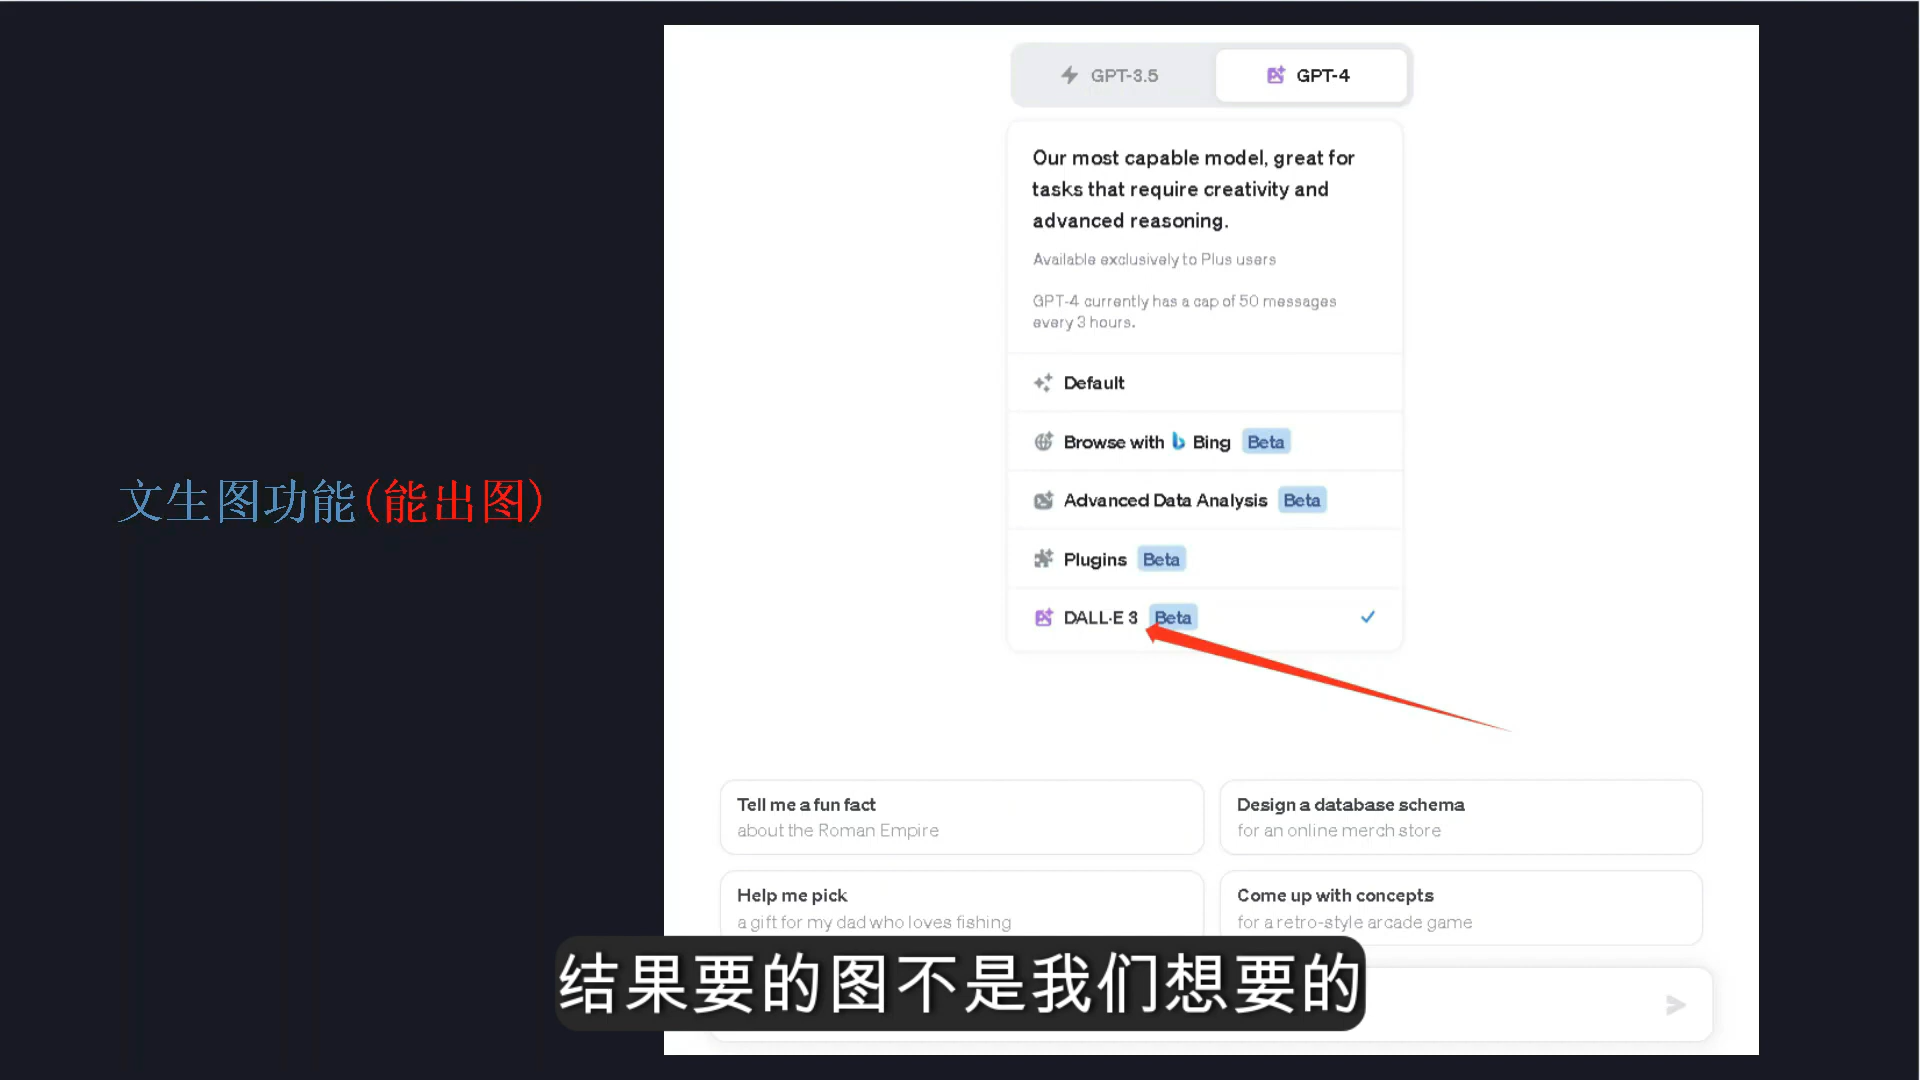 文生图功能(能出图)
GPT-3.5
GPT-4
Our most capable model, great for
tasks that require creativity and
advanced reasoning.
Available exclusively to Plus users
GPT-4 currently has a cap of 50 messages
every 3 hours.
Default
Browse with Bing Beta
Advanced Data Analysis Beta
Plugins Beta
DALL·E 3 Beta
Tell me a fun fact
about the Roman Empire
Design a database schema
for an online merch store
Help me pick
a gift for my dad who loves fishing
Come up with concepts
for a retro-style arcade game
结果要的图不是我们想要的